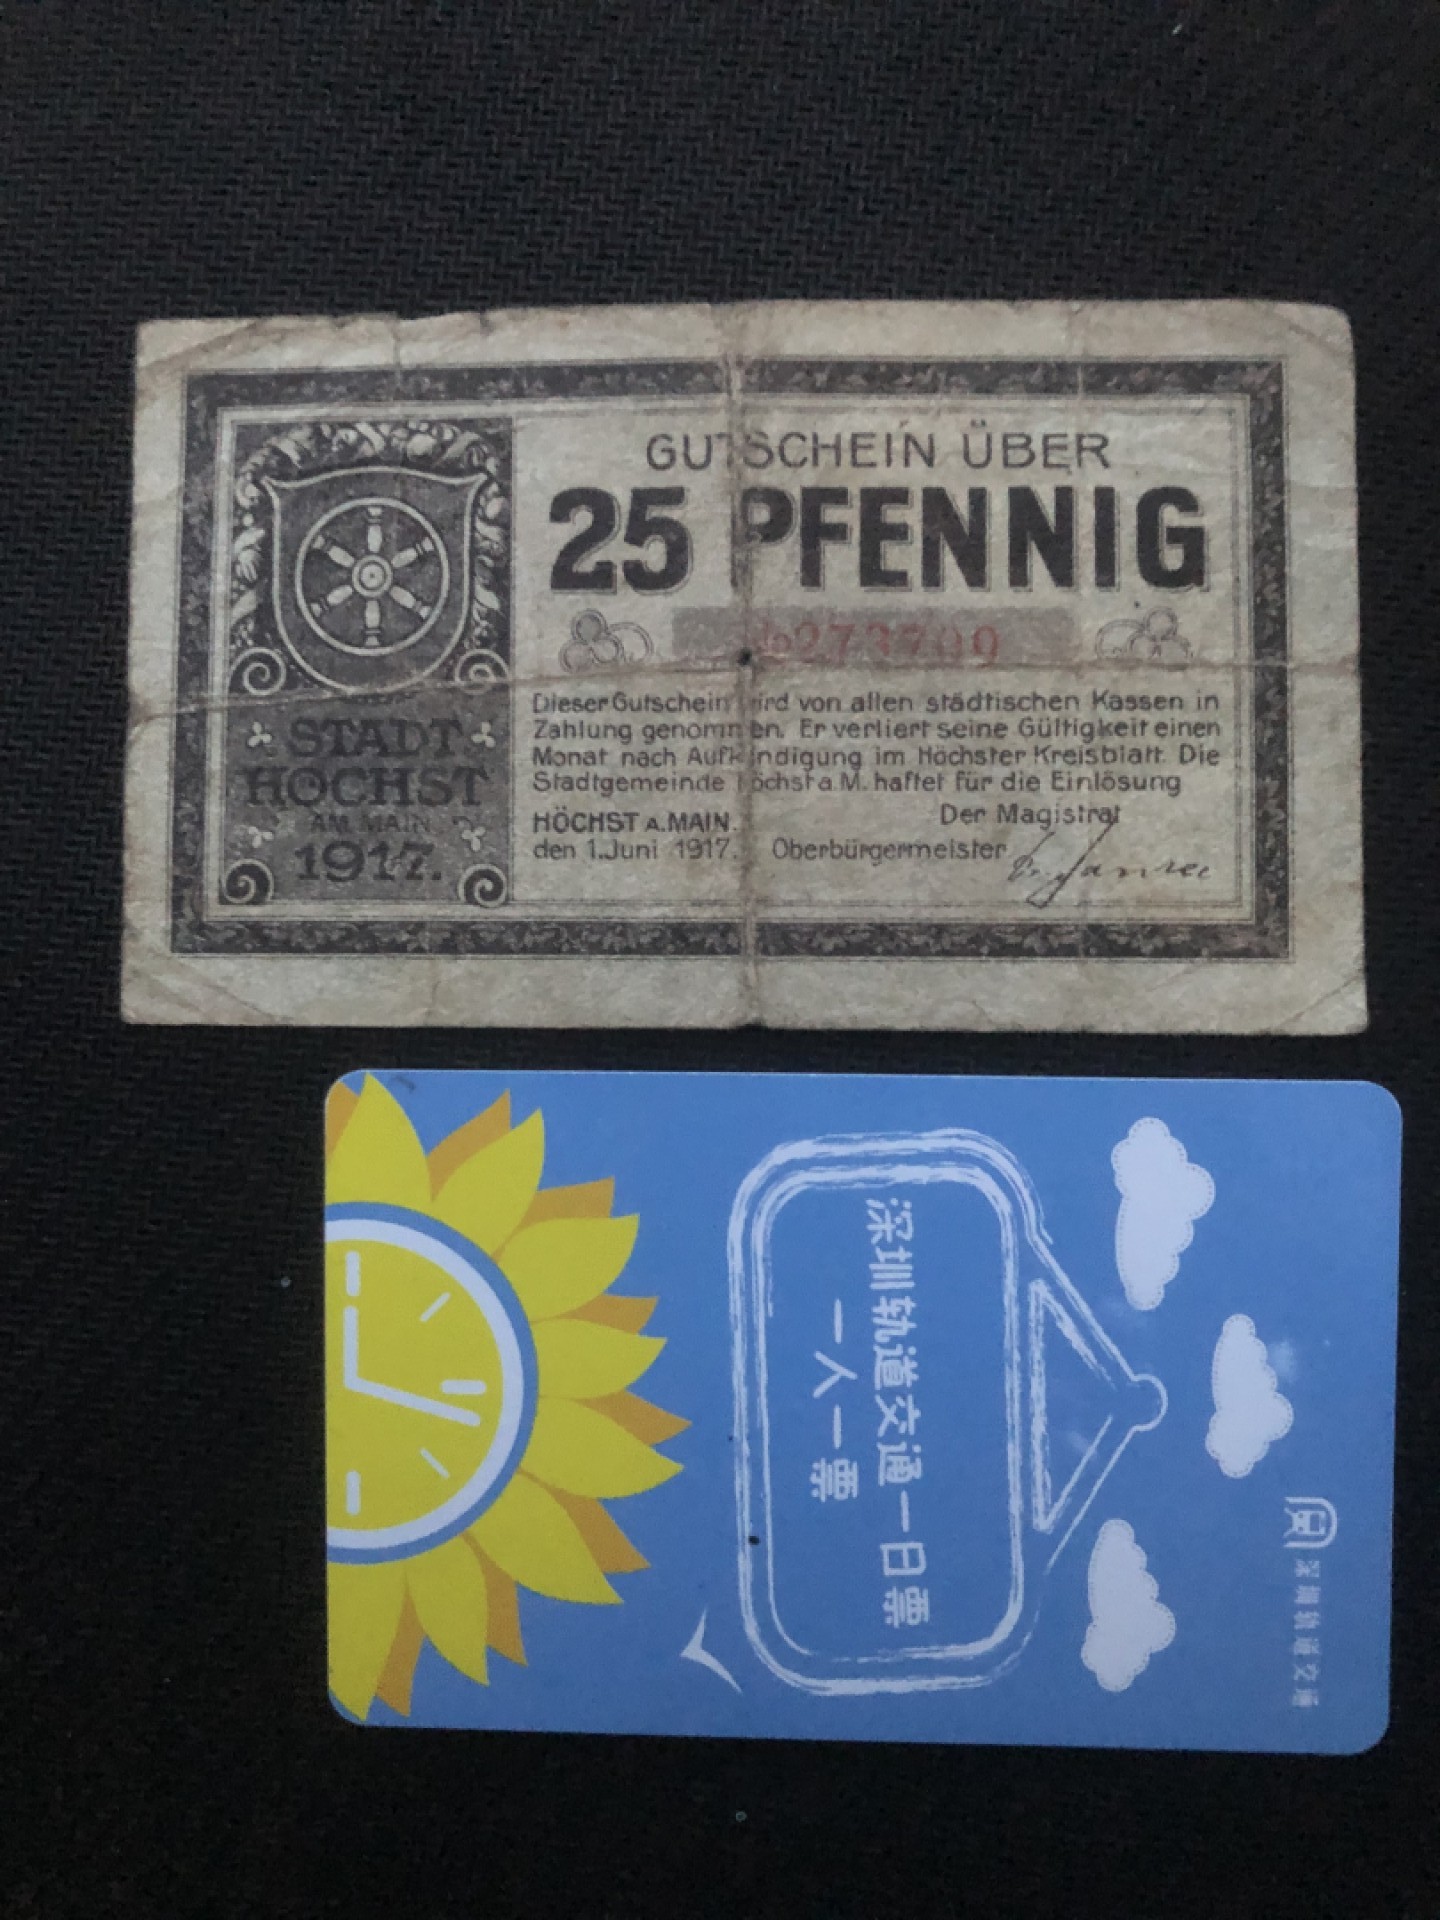 GUTSCHEIN ÜBER
25 PFENNIG
№273709
STADT
HÖCHST
AM MAIN
1917.
Dieser Gutschein wird von allen städtischen Kassen in
Zahlung genommen. Er verliert seine Gültigkeit einen
Monat nach Aufkündigung im Höchster Kreisblatt. Die
Stadtgemeinde Höchst a.M. haftet für die Einlösung
HÖCHST A.MAIN.
den 1.Juni 1917.
Der Magistrat
Oberbürgermeister
深圳轨道交通
深圳轨道交通一日票
一人一票